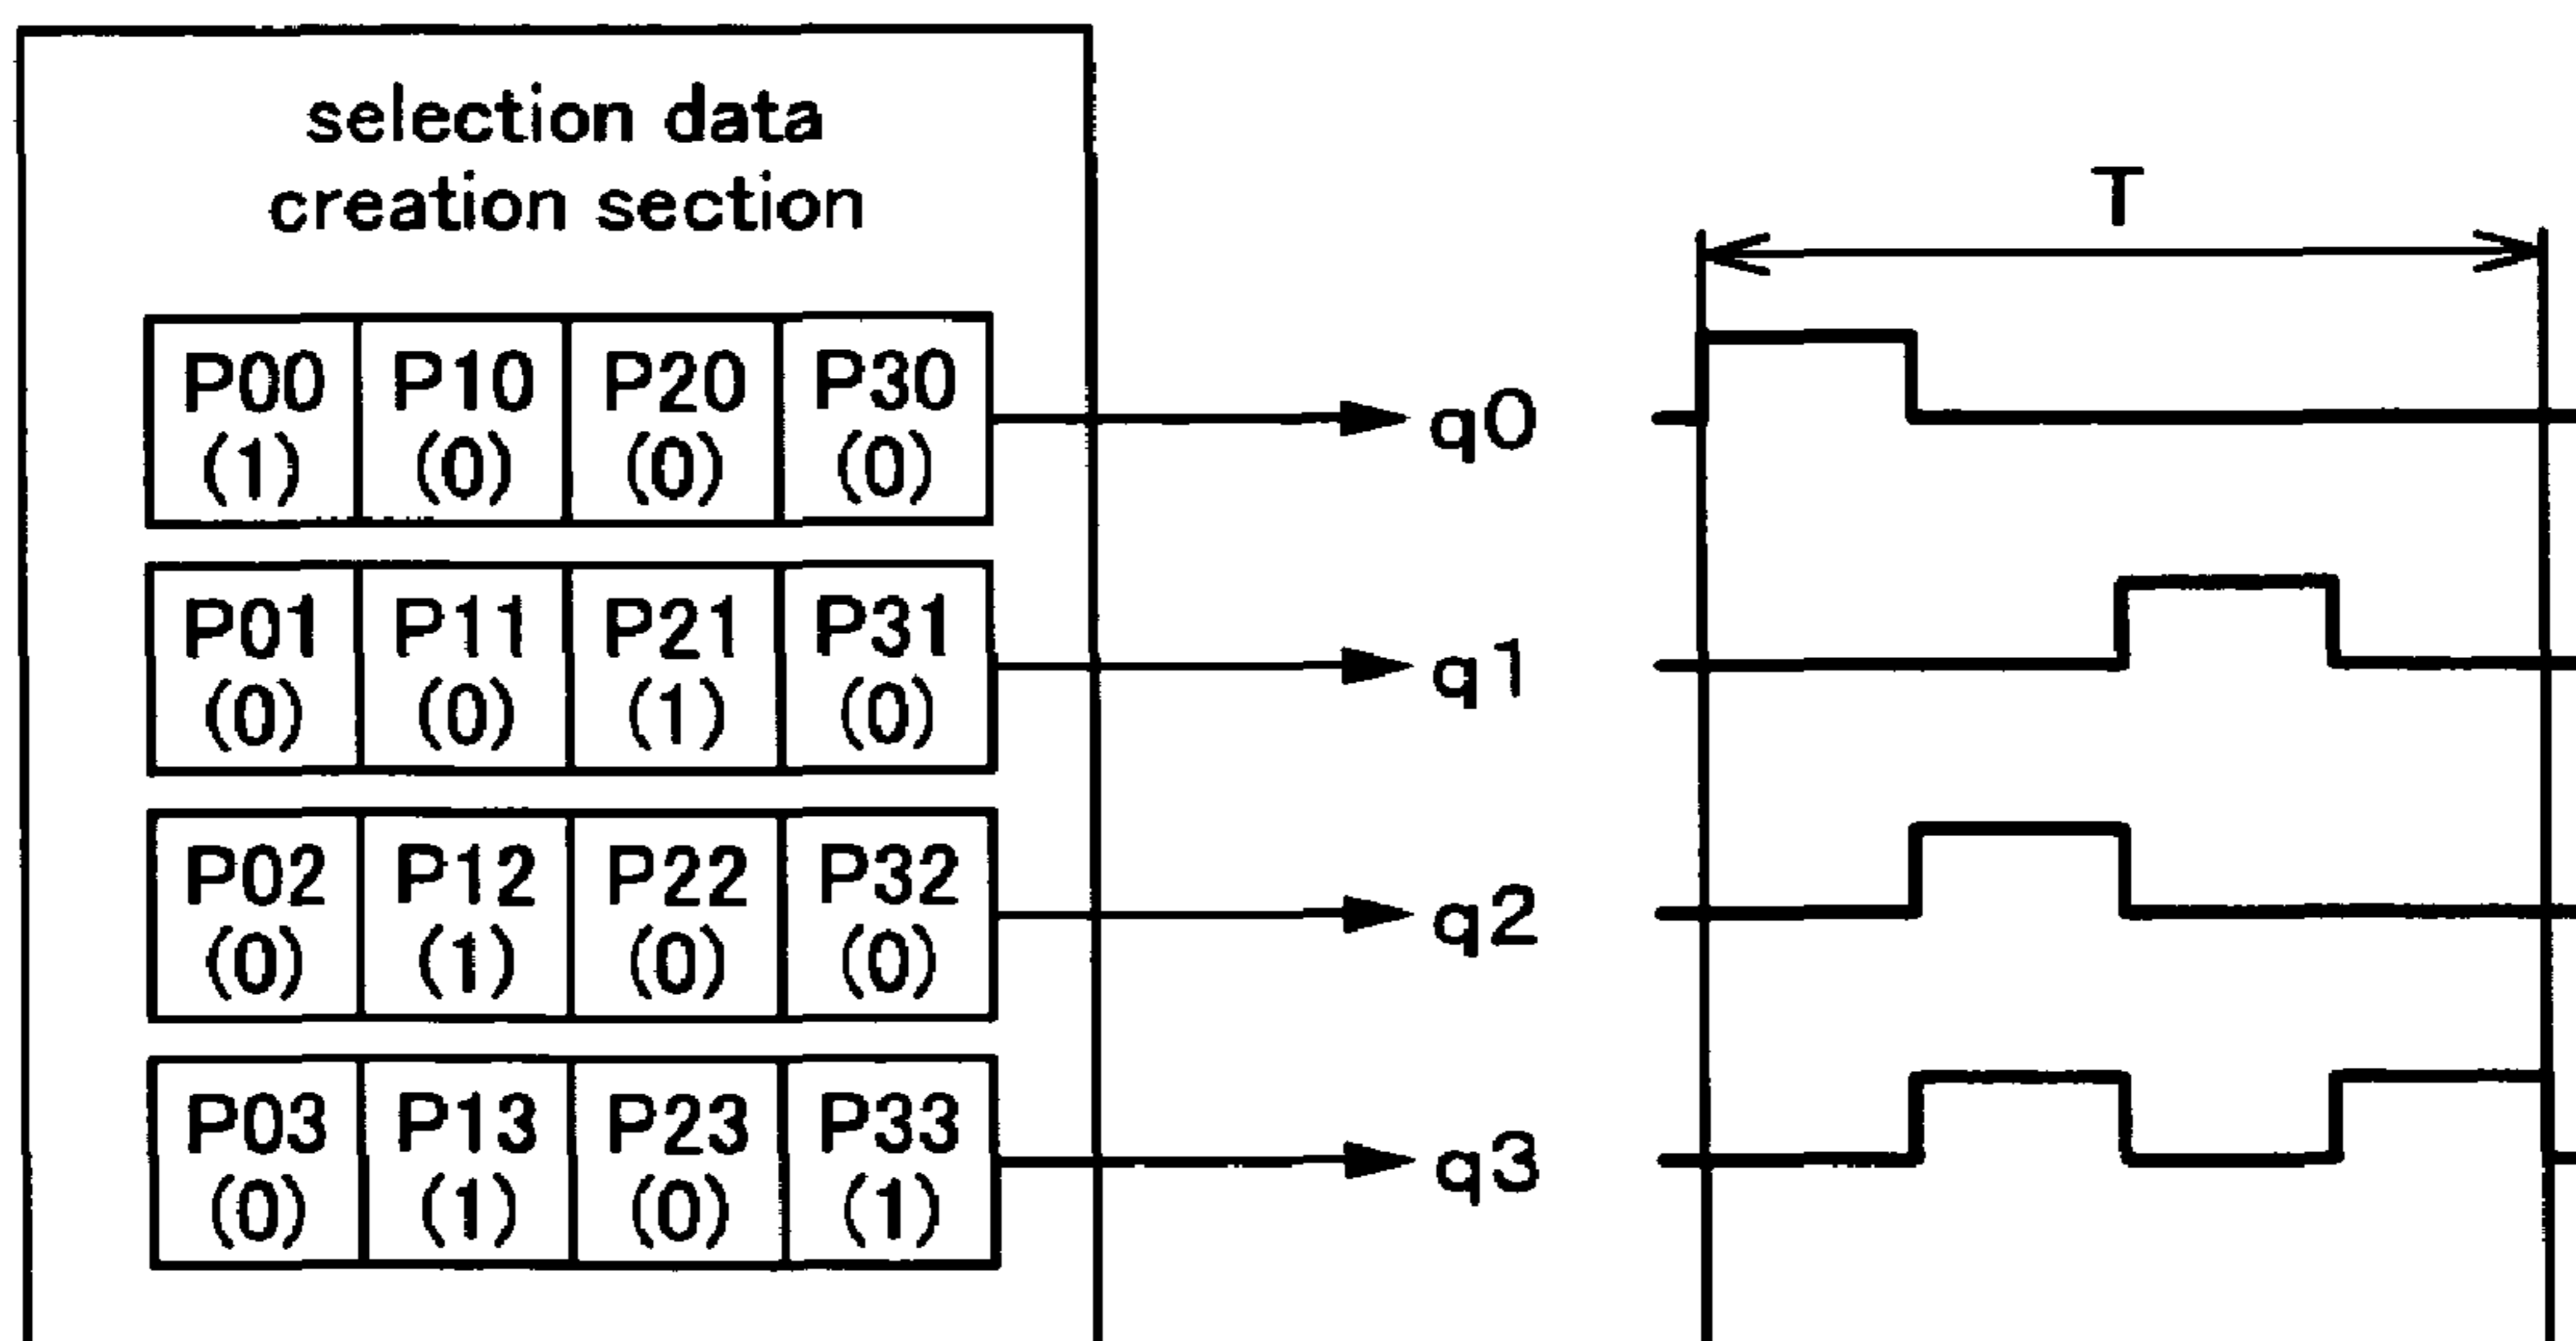 selection data
creation section
T
P00 P10 P20 P30
(1) (0) (0) (0)
q0
P01 P11 P21 P31
(0) (0) (1) (0)
q1
P02 P12 P22 P32
(0) (1) (0) (0)
q2
P03 P13 P23 P33
(0) (1) (0) (1)
q3